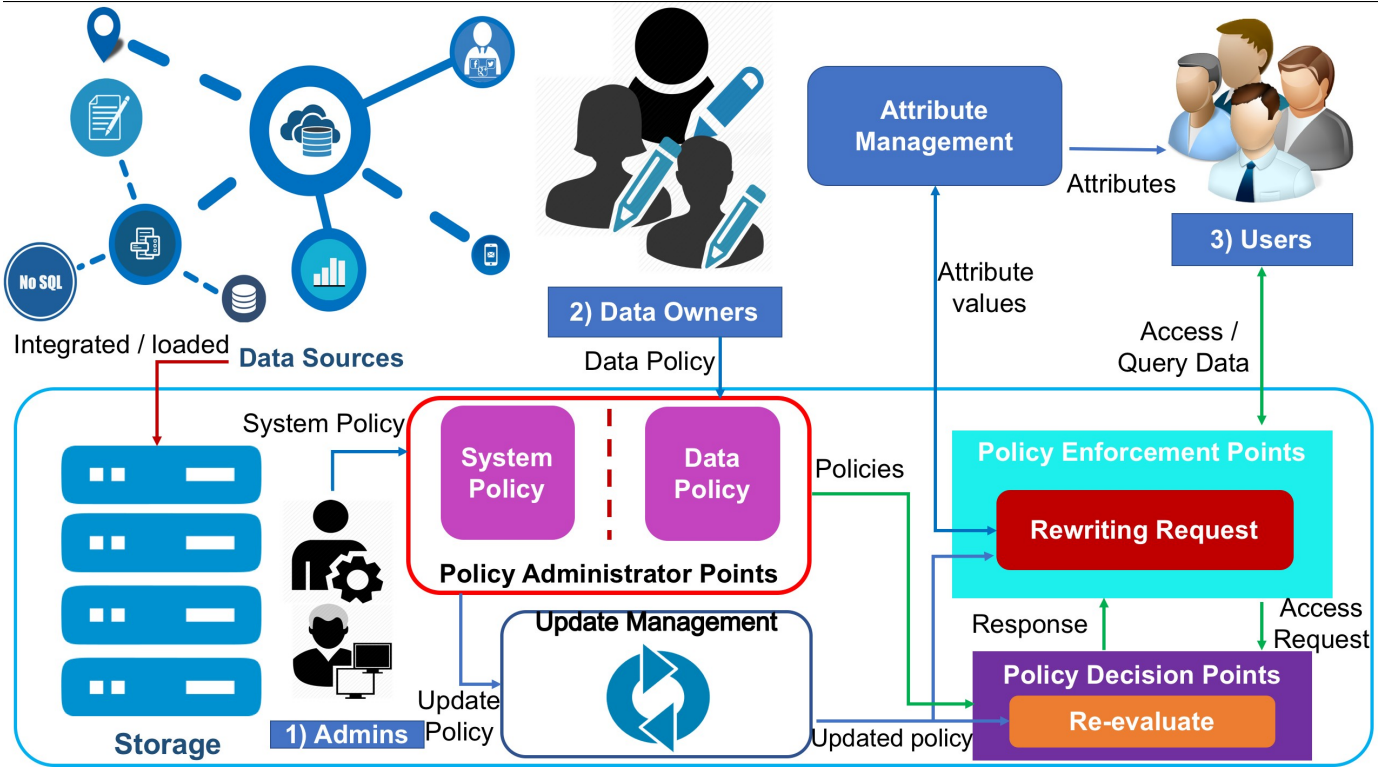 Attribute
Management
Attributes
3) Users
No SQL
2) Data Owners
Attribute
values
Integrated / loaded
Data Sources
Data Policy
Access /
Query Data
System Policy
System
Policy
Data
Policy
Policies
Policy Enforcement Points
Rewriting Request
Policy Administrator Points
Update Management
Response
Access
Request
Policy Decision Points
Re-evaluate
Update
Policy
Updated policy
1) Admins
Storage